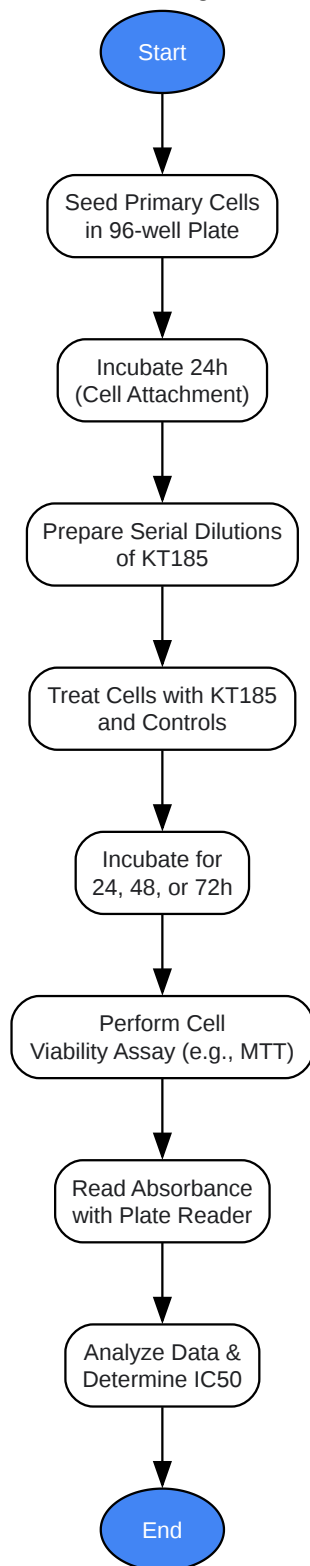 Start
Seed Primary Cells
in 96-well Plate
Incubate 24h
(Cell Attachment)
Prepare Serial Dilutions
of KT185
Treat Cells with KT185
and Controls
Incubate for
24, 48, or 72h
Perform Cell
Viability Assay (e.g., MTT)
Read Absorbance
with Plate Reader
Analyze Data &
Determine IC50
End